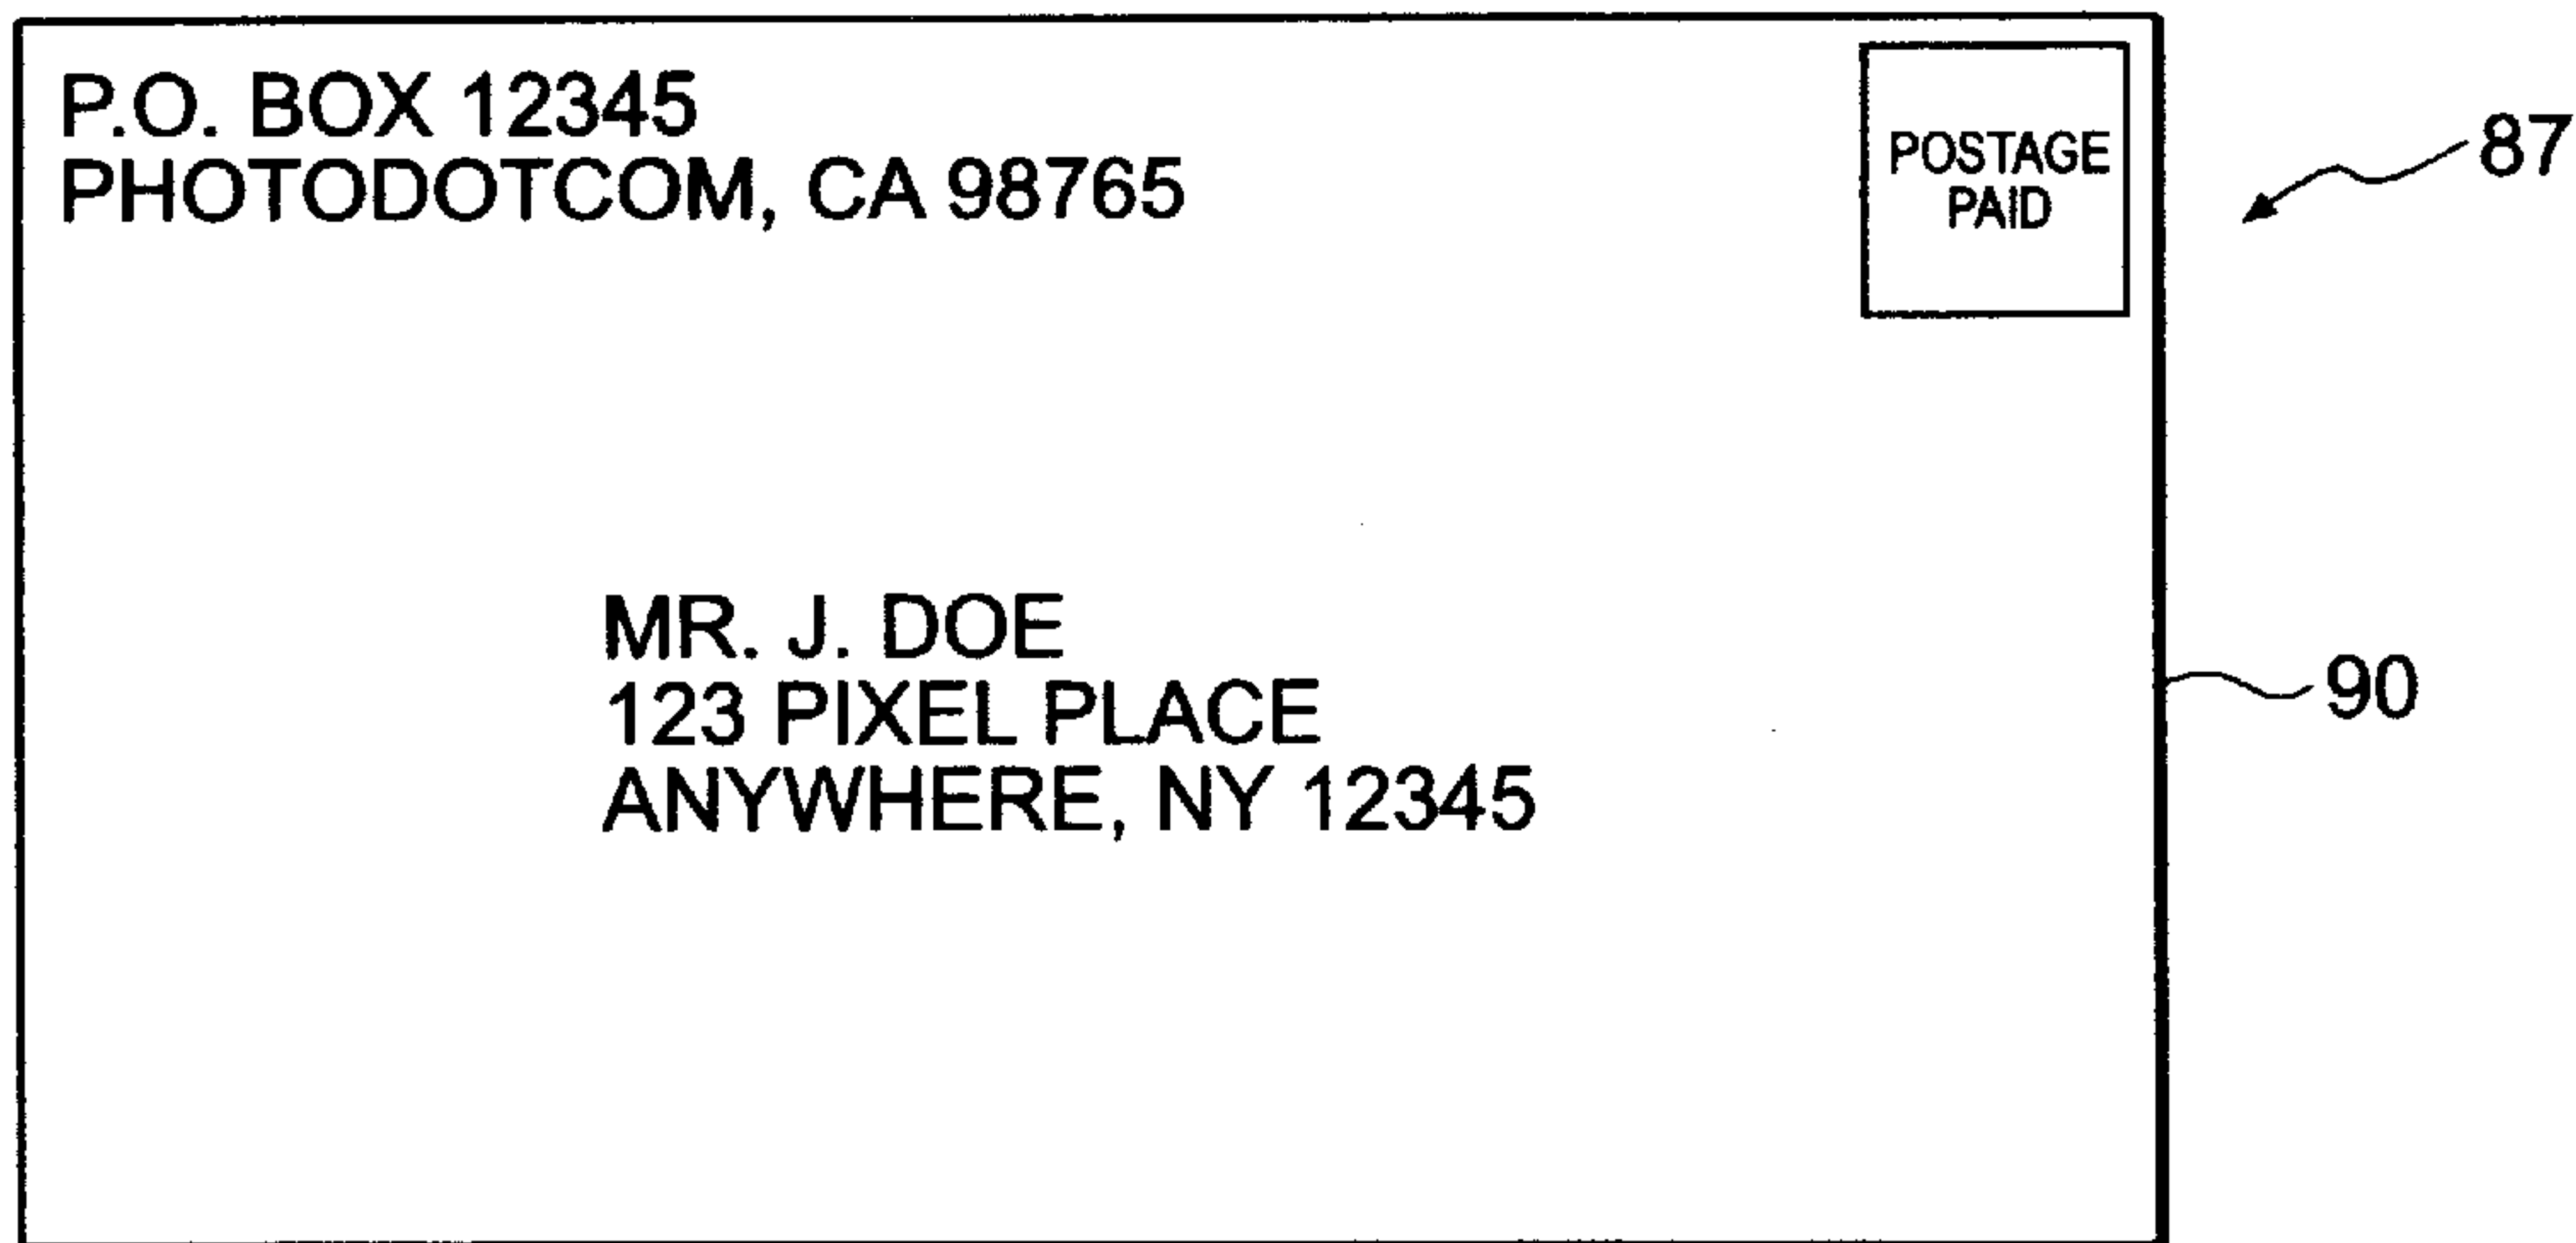 P.O. BOX 12345
PHOTODOTCOM, CA 98765
POSTAGE
PAID
87
MR. J. DOE
123 PIXEL PLACE
ANYWHERE, NY 12345
90